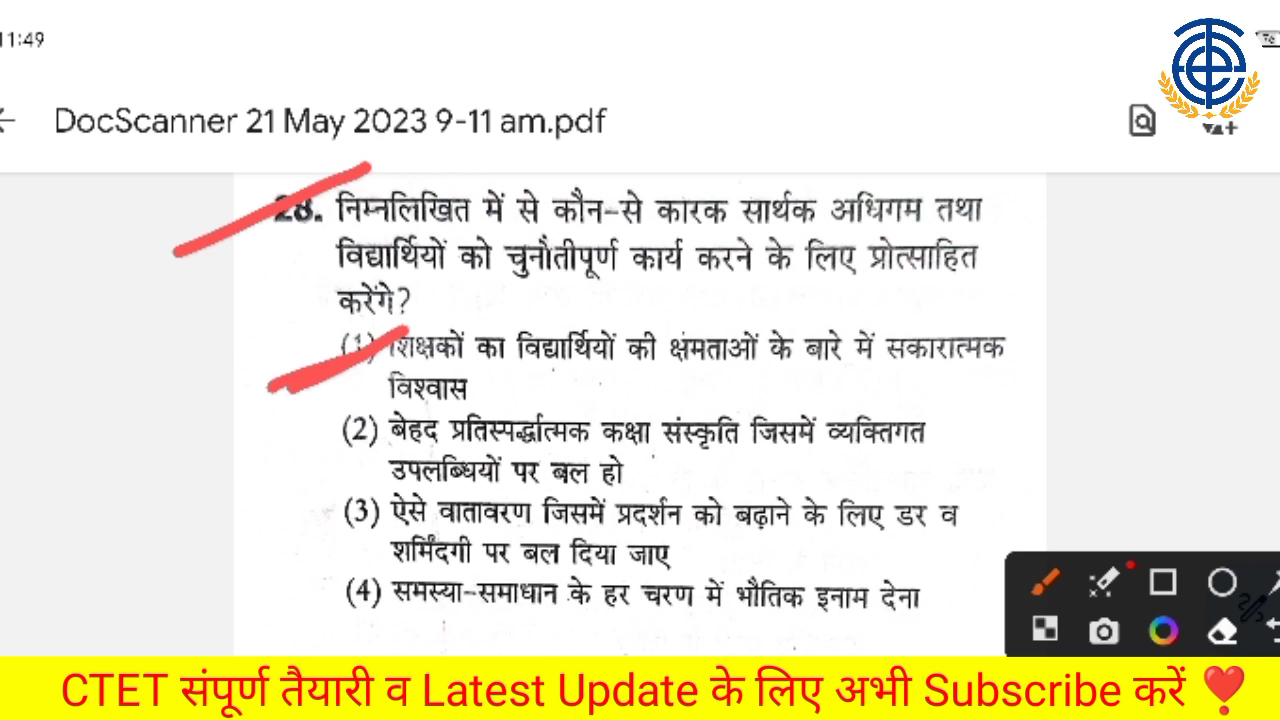 11:49
DocScanner 21 May 2023 9-11 am.pdf
28. निम्नलिखित में से कौन-से कारक सार्थक अधिगम तथा
विद्यार्थियों को चुनौतीपूर्ण कार्य करने के लिए प्रोत्साहित
करेंगे?
(1) शिक्षकों का विद्यार्थियों की क्षमताओं के बारे में सकारात्मक
विश्वास
(2) बेहद प्रतिस्पर्द्धात्मक कक्षा संस्कृति जिसमें व्यक्तिगत
उपलब्धियों पर बल हो
(3) ऐसे वातावरण जिसमें प्रदर्शन को बढ़ाने के लिए डर व
शर्मिंदगी पर बल दिया जाए
(4) समस्या-समाधान के हर चरण में भौतिक इनाम देना
CTET संपूर्ण तैयारी व Latest Update के लिए अभी Subscribe करें